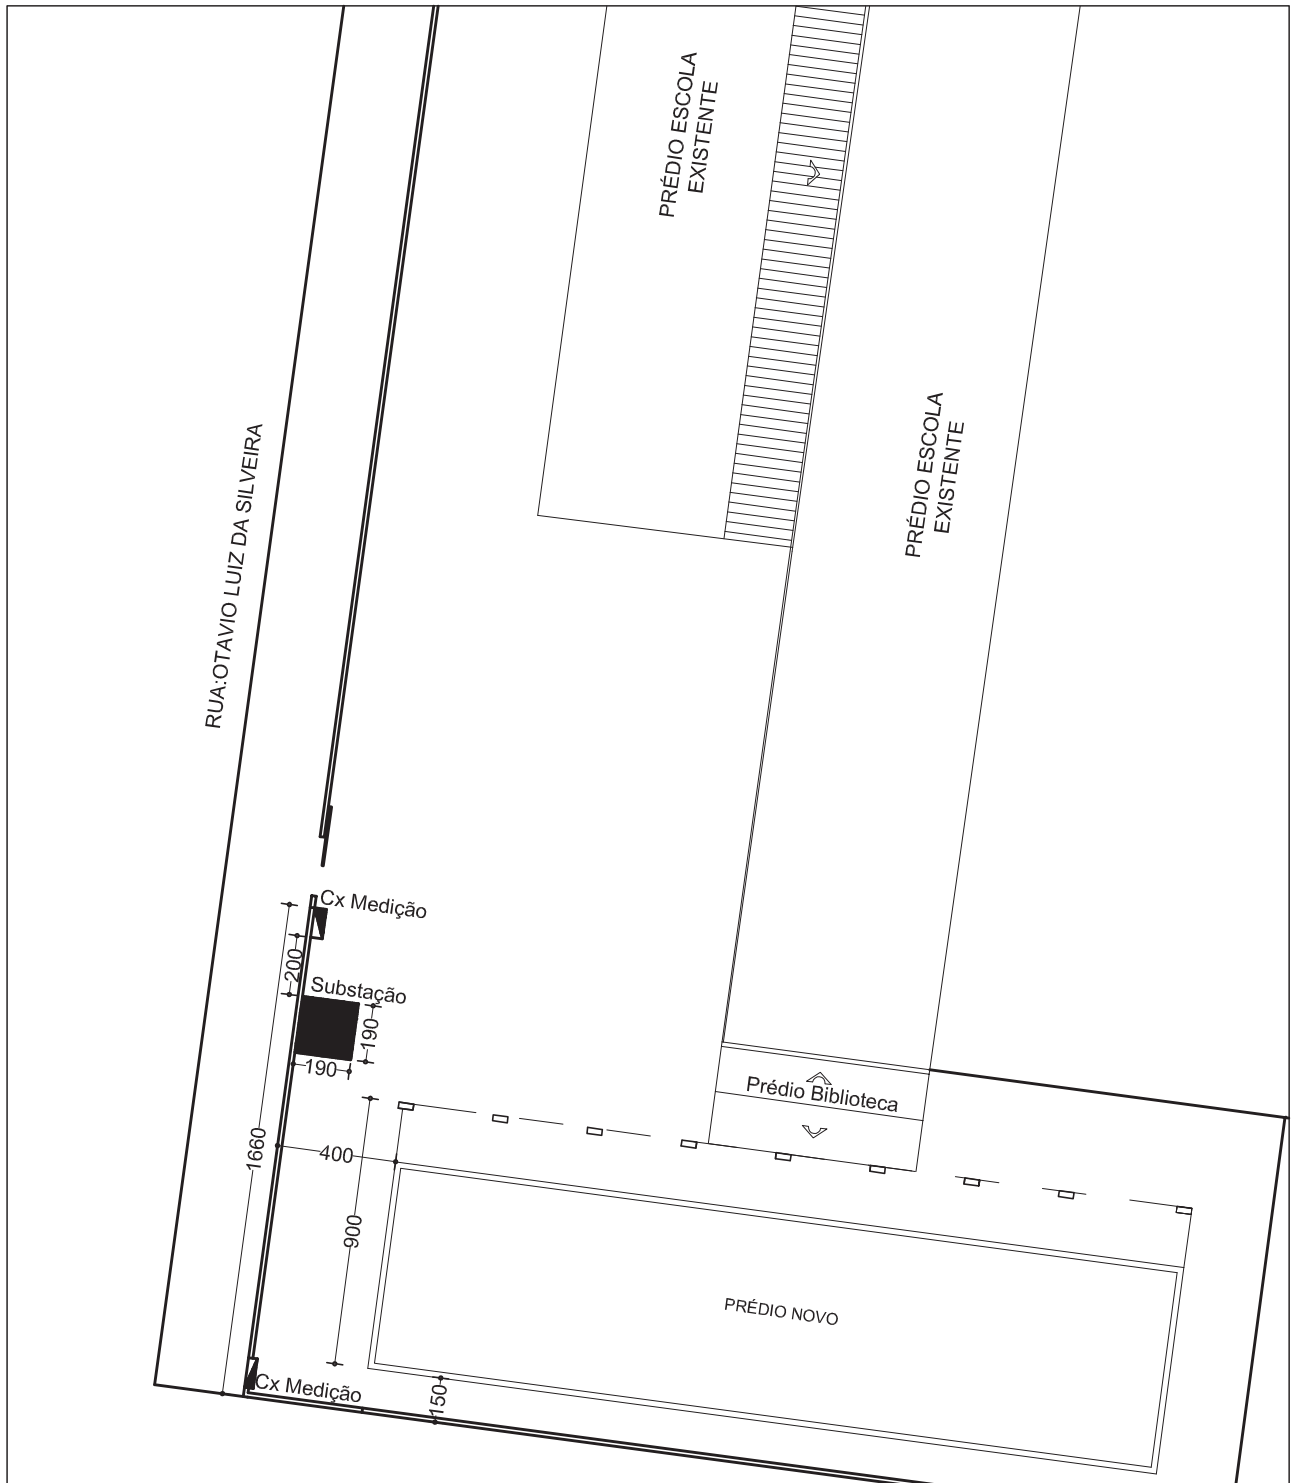 PRÉDIO ESCOLA
EXISTENTE
PRÉDIO ESCOLA
EXISTENTE
RUA:OTAVIO LUIZ DA SILVEIRA
Cx Medição
200
Substação
190
190
Prédio Biblioteca
1660
400
900
PRÉDIO NOVO
Cx Medição
150